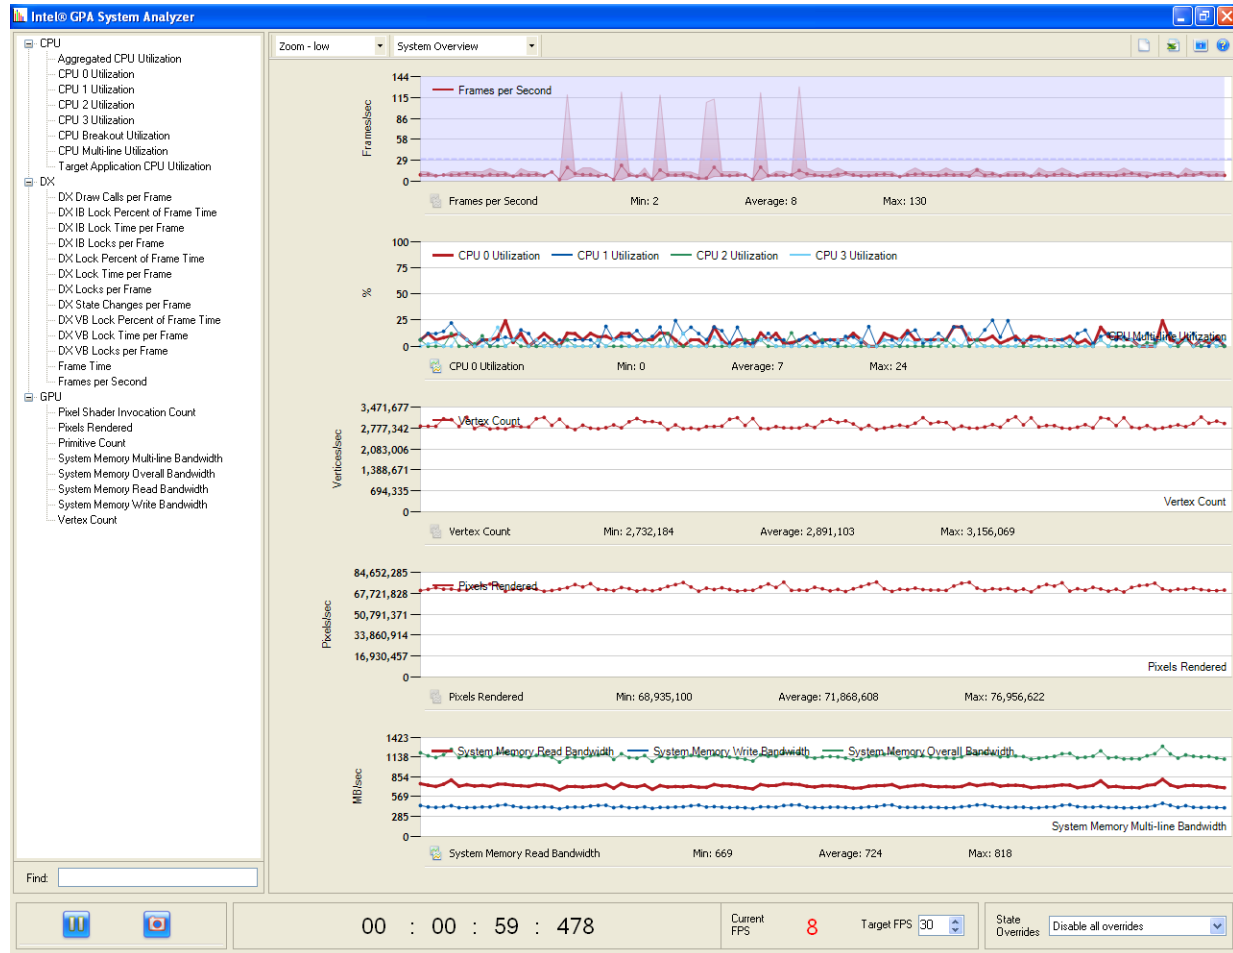 Intel® GPA System Analyzer
CPU
Aggregated CPU Utilization
CPU 0 Utilization
CPU 1 Utilization
CPU 2 Utilization
CPU 3 Utilization
CPU Breakout Utilization
CPU Multi-line Utilization
Target Application CPU Utilization
DX
DX Draw Calls per Frame
DX IB Lock Percent of Frame Time
DX IB Lock Time per Frame
DX IB Locks per Frame
DX Lock Percent of Frame Time
DX Lock Time per Frame
DX Locks per Frame
DX State Changes per Frame
DX VB Lock Percent of Frame Time
DX VB Lock Time per Frame
DX VB Locks per Frame
Frame Time
Frames per Second
GPU
Pixel Shader Invocation Count
Pixels Rendered
Primitive Count
System Memory Multi-line Bandwidth
System Memory Overall Bandwidth
System Memory Read Bandwidth
System Memory Write Bandwidth
Vertex Count
Find:
Zoom - low System Overview
Frames/sec
144
115
86
58
29
0
Frames per Second
Frames per Second Min: 2 Average: 8 Max: 130
%
100
75
50
25
0
CPU 0 Utilization CPU 1 Utilization CPU 2 Utilization CPU 3 Utilization
CPU Multi-line Utilization
CPU 0 Utilization Min: 0 Average: 7 Max: 24
Vertices/sec
3,471,677
2,777,342
2,083,006
1,388,671
694,335
0
Vertex Count
Vertex Count
Vertex Count Min: 2,732,184 Average: 2,891,103 Max: 3,156,069
Pixels/sec
84,652,285
67,721,828
50,791,371
33,860,914
16,930,457
0
Pixels Rendered
Pixels Rendered
Pixels Rendered Min: 68,935,100 Average: 71,868,608 Max: 76,956,622
MB/sec
1423
1138
854
569
285
0
System Memory Read Bandwidth System Memory Write Bandwidth System Memory Overall Bandwidth
System Memory Multi-line Bandwidth
System Memory Read Bandwidth Min: 669 Average: 724 Max: 818
00 : 00 : 59 : 478
Current FPS 8
Target FPS 30
State Overrides Disable all overrides